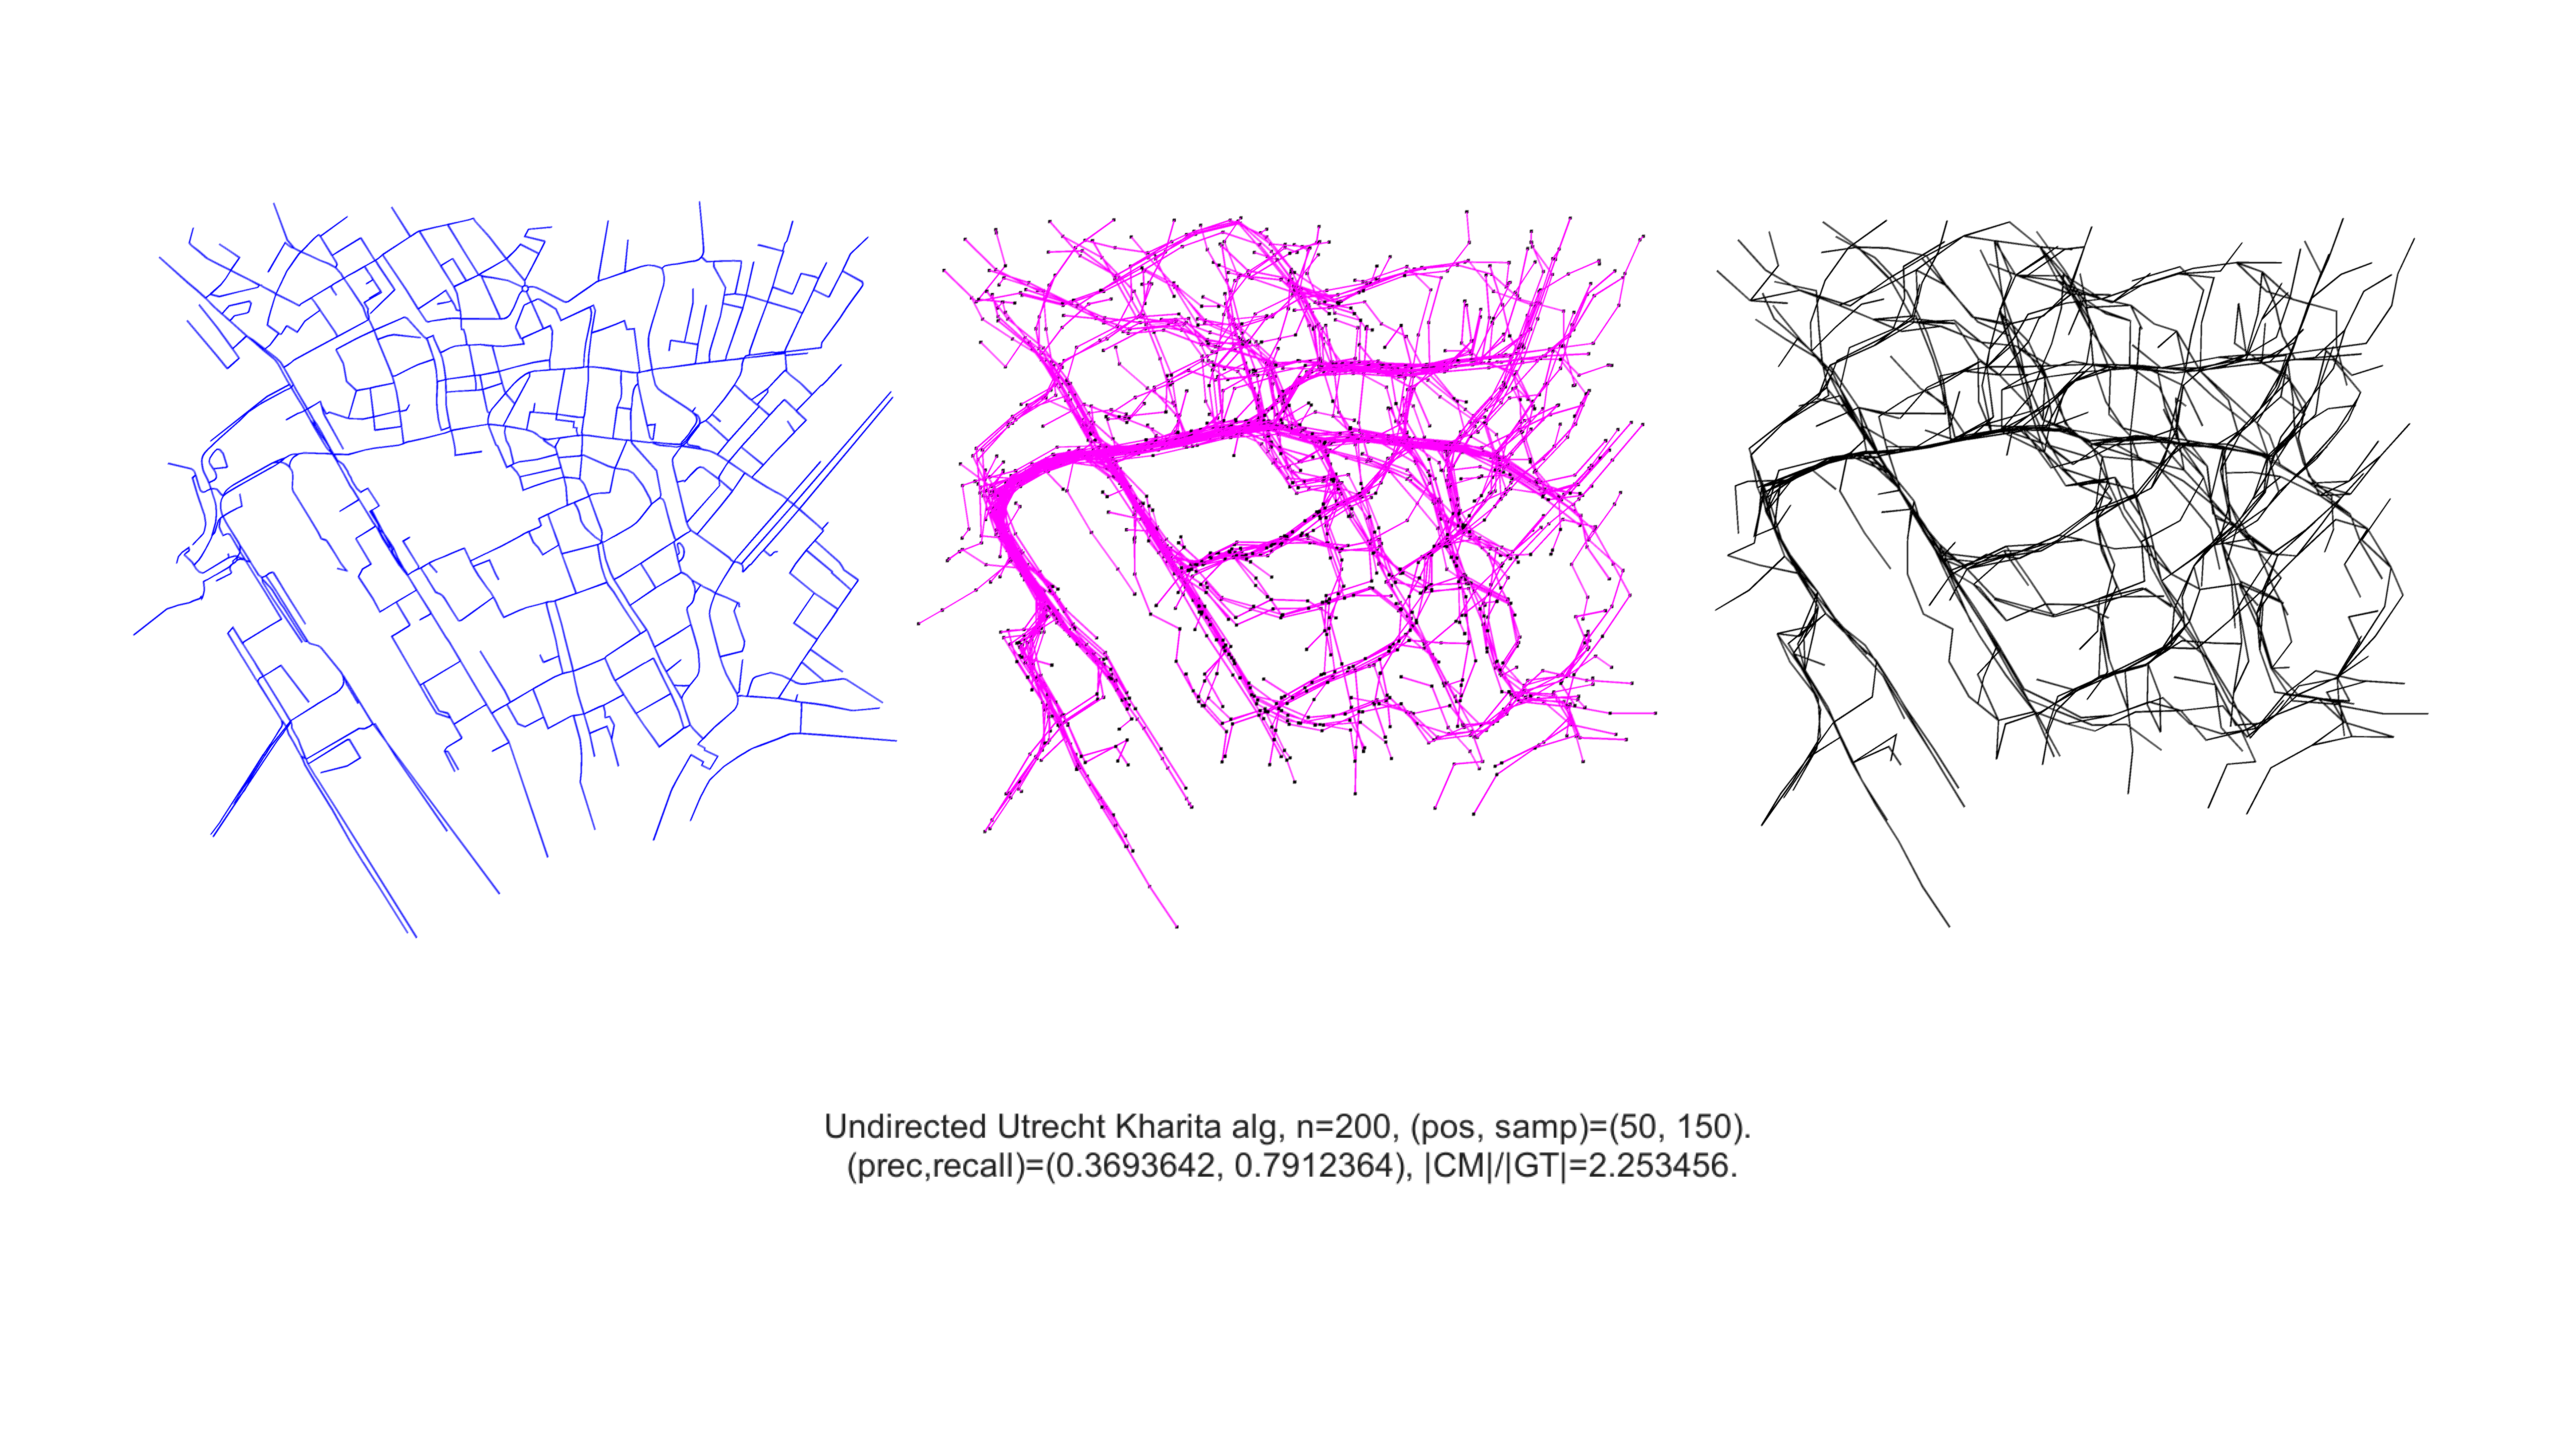 Undirected Utrecht Kharita alg, n=200, (pos, samp)=(50, 150).
(prec,recall)=(0.3693642, 0.7912364), |CM|/|GT|=2.253456.